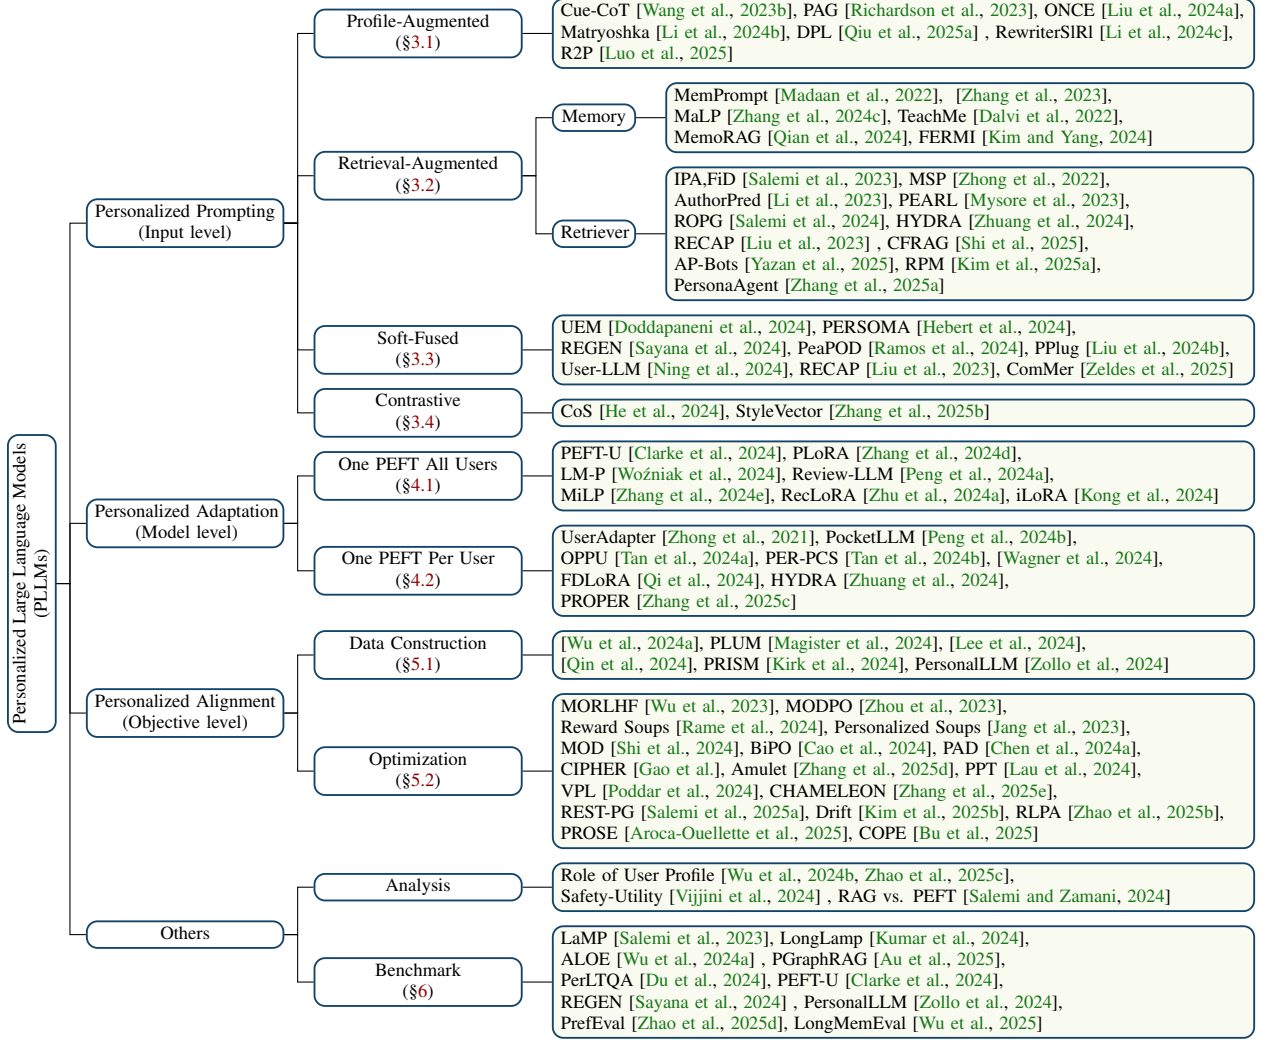 Personalized Large Language Models
(PLLMs)
Personalized Prompting
(Input level)
Profile-Augmented
(§3.1)
Cue-CoT [Wang et al., 2023b], PAG [Richardson et al., 2023], ONCE [Liu et al., 2024a],
Matryoshka [Li et al., 2024b], DPL [Qiu et al., 2025a] , RewriterSlRl [Li et al., 2024c],
R2P [Luo et al., 2025]
Retrieval-Augmented
(§3.2)
Memory
MemPrompt [Madaan et al., 2022], [Zhang et al., 2023],
MaLP [Zhang et al., 2024c], TeachMe [Dalvi et al., 2022],
MemoRAG [Qian et al., 2024], FERMI [Kim and Yang, 2024]
Retriever
IPA,FiD [Salemi et al., 2023], MSP [Zhong et al., 2022],
AuthorPred [Li et al., 2023], PEARL [Mysore et al., 2023],
ROPG [Salemi et al., 2024], HYDRA [Zhuang et al., 2024],
RECAP [Liu et al., 2023] , CFRAG [Shi et al., 2025],
AP-Bots [Yazan et al., 2025], RPM [Kim et al., 2025a],
PersonaAgent [Zhang et al., 2025a]
Soft-Fused
(§3.3)
UEM [Doddapaneni et al., 2024], PERSOMA [Hebert et al., 2024],
REGEN [Sayana et al., 2024], PeaPOD [Ramos et al., 2024], PPlug [Liu et al., 2024b],
User-LLM [Ning et al., 2024], RECAP [Liu et al., 2023], ComMer [Zeldes et al., 2025]
Contrastive
(§3.4)
CoS [He et al., 2024], StyleVector [Zhang et al., 2025b]
Personalized Adaptation
(Model level)
One PEFT All Users
(§4.1)
PEFT-U [Clarke et al., 2024], PLoRA [Zhang et al., 2024d],
LM-P [Woźniak et al., 2024], Review-LLM [Peng et al., 2024a],
MiLP [Zhang et al., 2024e], RecLoRA [Zhu et al., 2024a], iLoRA [Kong et al., 2024]
One PEFT Per User
(§4.2)
UserAdapter [Zhong et al., 2021], PocketLLM [Peng et al., 2024b],
OPPU [Tan et al., 2024a], PER-PCS [Tan et al., 2024b], [Wagner et al., 2024],
FDLoRA [Qi et al., 2024], HYDRA [Zhuang et al., 2024],
PROPER [Zhang et al., 2025c]
Personalized Alignment
(Objective level)
Data Construction
(§5.1)
[Wu et al., 2024a], PLUM [Magister et al., 2024], [Lee et al., 2024],
[Qin et al., 2024], PRISM [Kirk et al., 2024], PersonalLLM [Zollo et al., 2024]
Optimization
(§5.2)
MORLHF [Wu et al., 2023], MODPO [Zhou et al., 2023],
Reward Soups [Rame et al., 2024], Personalized Soups [Jang et al., 2023],
MOD [Shi et al., 2024], BiPO [Cao et al., 2024], PAD [Chen et al., 2024a],
CIPHER [Gao et al.], Amulet [Zhang et al., 2025d], PPT [Lau et al., 2024],
VPL [Poddar et al., 2024], CHAMELEON [Zhang et al., 2025e],
REST-PG [Salemi et al., 2025a], Drift [Kim et al., 2025b], RLPA [Zhao et al., 2025b],
PROSE [Aroca-Ouellette et al., 2025], COPE [Bu et al., 2025]
Others
Analysis
Role of User Profile [Wu et al., 2024b, Zhao et al., 2025c],
Safety-Utility [Vijjini et al., 2024] , RAG vs. PEFT [Salemi and Zamani, 2024]
Benchmark
(§6)
LaMP [Salemi et al., 2023], LongLamp [Kumar et al., 2024],
ALOE [Wu et al., 2024a] , PGraphRAG [Au et al., 2025],
PerLTQA [Du et al., 2024], PEFT-U [Clarke et al., 2024],
REGEN [Sayana et al., 2024] , PersonalLLM [Zollo et al., 2024],
PrefEval [Zhao et al., 2025d], LongMemEval [Wu et al., 2025]